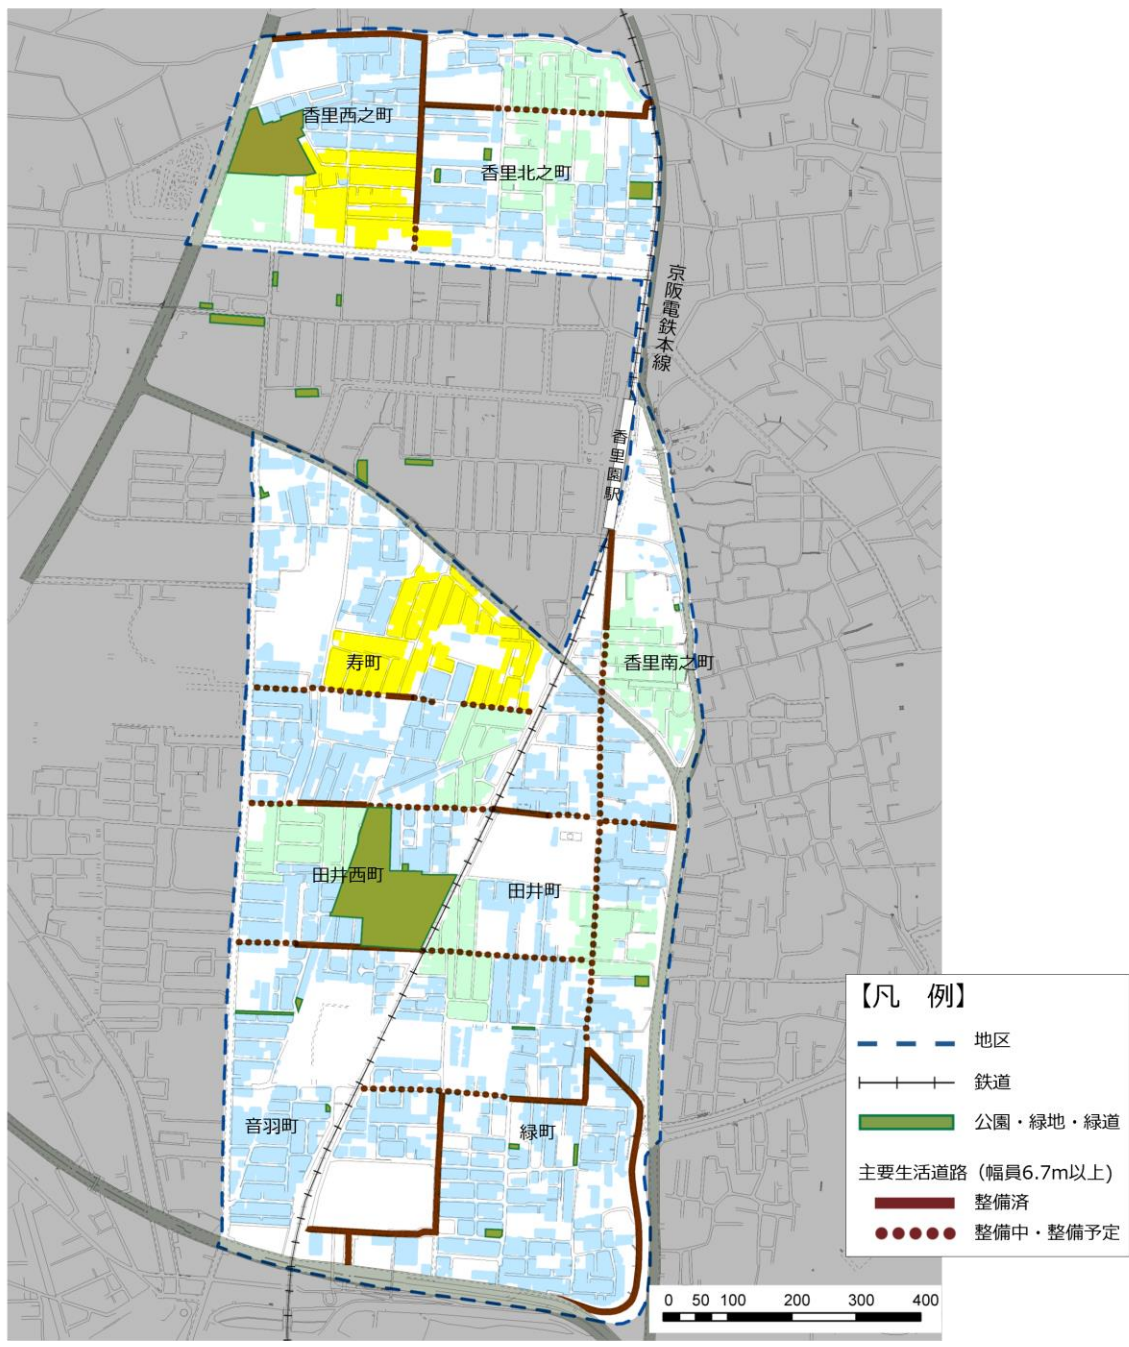 香里西之町
香里北之町
京阪電鉄本線
香里園駅
寿町
香里南之町
田井西町
田井町
音羽町
緑町
【凡　例】
地区
鉄道
公園・緑地・緑道
主要生活道路（幅員6.7m以上)
整備済
整備中・整備予定
0 50 100 200 300 400